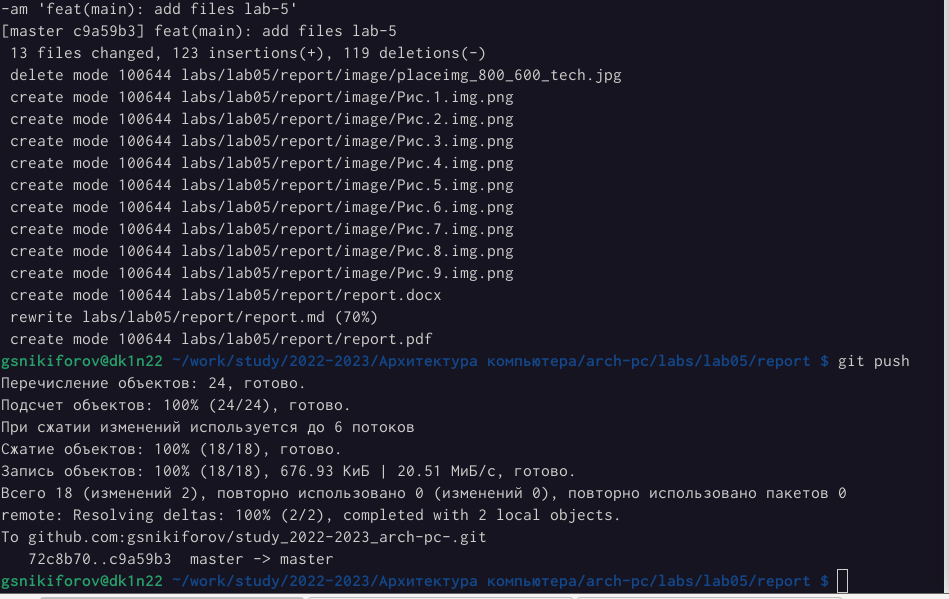 -am 'feat(main): add files lab-5'
[master c9a59b3] feat(main): add files lab-5
 13 files changed, 123 insertions(+), 119 deletions(-)
 delete mode 100644 labs/lab05/report/image/placeimg_800_600_tech.jpg
 create mode 100644 labs/lab05/report/image/Рис.1.img.png
 create mode 100644 labs/lab05/report/image/Рис.2.img.png
 create mode 100644 labs/lab05/report/image/Рис.3.img.png
 create mode 100644 labs/lab05/report/image/Рис.4.img.png
 create mode 100644 labs/lab05/report/image/Рис.5.img.png
 create mode 100644 labs/lab05/report/image/Рис.6.img.png
 create mode 100644 labs/lab05/report/image/Рис.7.img.png
 create mode 100644 labs/lab05/report/image/Рис.8.img.png
 create mode 100644 labs/lab05/report/image/Рис.9.img.png
 create mode 100644 labs/lab05/report/report.docx
 rewrite labs/lab05/report/report.md (70%)
 create mode 100644 labs/lab05/report/report.pdf
gsnikiforov@dk1n22 ~/work/study/2022-2023/Архитектура компьютера/arch-pc/labs/lab05/report $ git push
Перечисление объектов: 24, готово.
Подсчет объектов: 100% (24/24), готово.
При сжатии изменений используется до 6 потоков
Сжатие объектов: 100% (18/18), готово.
Запись объектов: 100% (18/18), 676.93 КиБ | 20.51 МиБ/с, готово.
Всего 18 (изменений 2), повторно использовано 0 (изменений 0), повторно использовано пакетов 0
remote: Resolving deltas: 100% (2/2), completed with 2 local objects.
To github.com:gsnikiforov/study_2022-2023_arch-pc-.git
   72c8b70..c9a59b3  master -> master
gsnikiforov@dk1n22 ~/work/study/2022-2023/Архитектура компьютера/arch-pc/labs/lab05/report $